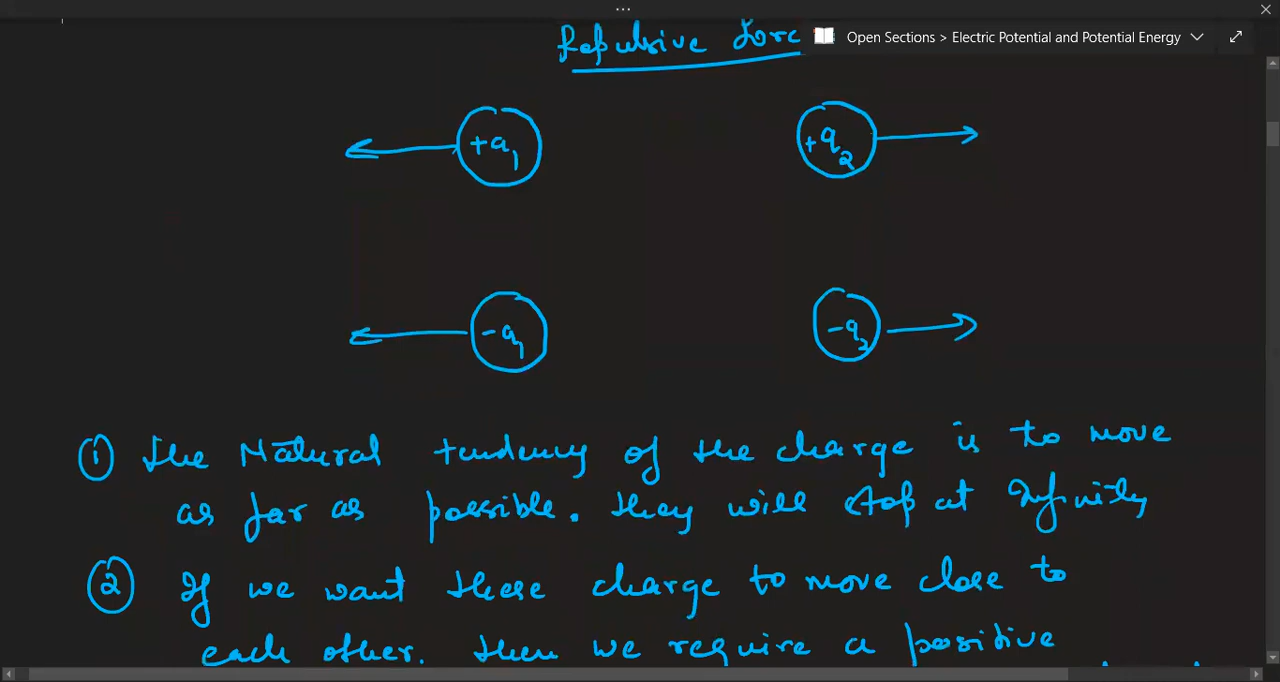 Repulsive forc
Open Sections > Electric Potential and Potential Energy
+q1 +q2
-q1 -q2
① the Natural tendency of the charge is to move
as far as possible. they will stop at Infinity
② If we want these charge to move close to
each other. then we require a positive